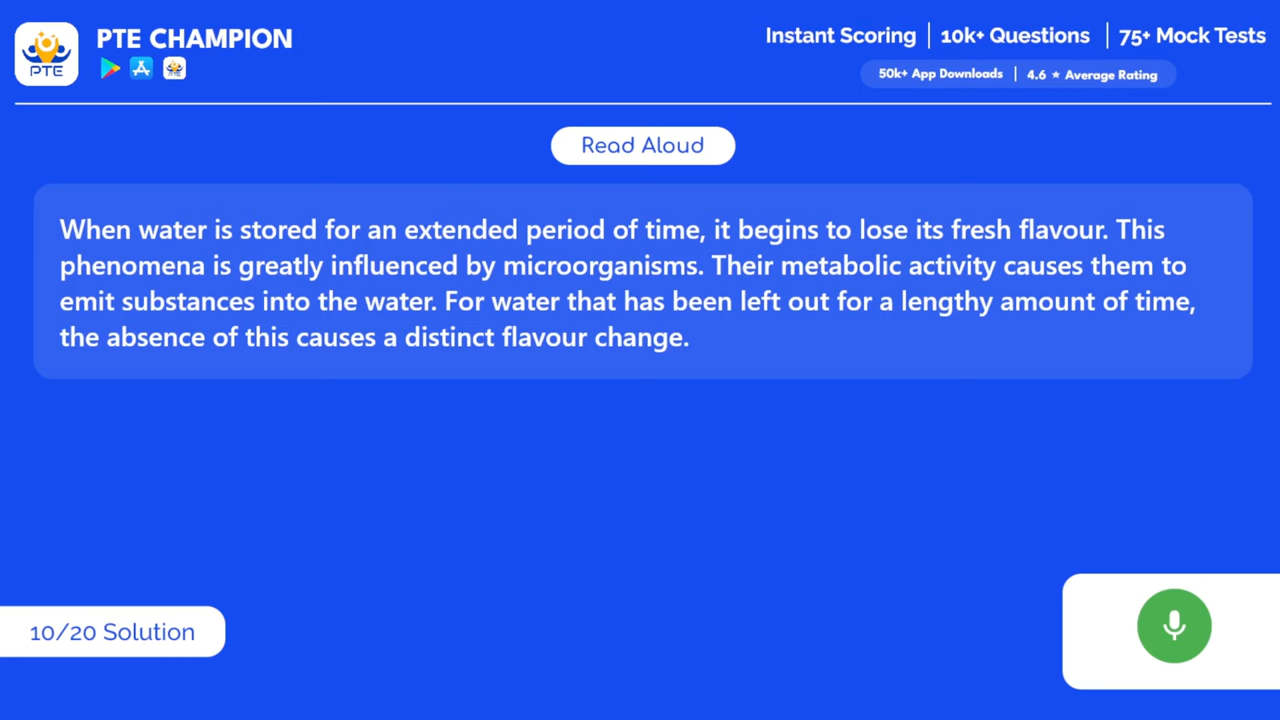 PTE CHAMPION
PTE
PTE
Instant Scoring | 10k+ Questions | 75+ Mock Tests
50k+ App Downloads | 4.6 ★ Average Rating
Read Aloud
When water is stored for an extended period of time, it begins to lose its fresh flavour. This
phenomena is greatly influenced by microorganisms. Their metabolic activity causes them to
emit substances into the water. For water that has been left out for a lengthy amount of time,
the absence of this causes a distinct flavour change.
10/20 Solution